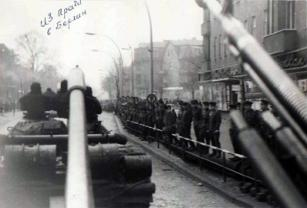 из праги
в Берлин